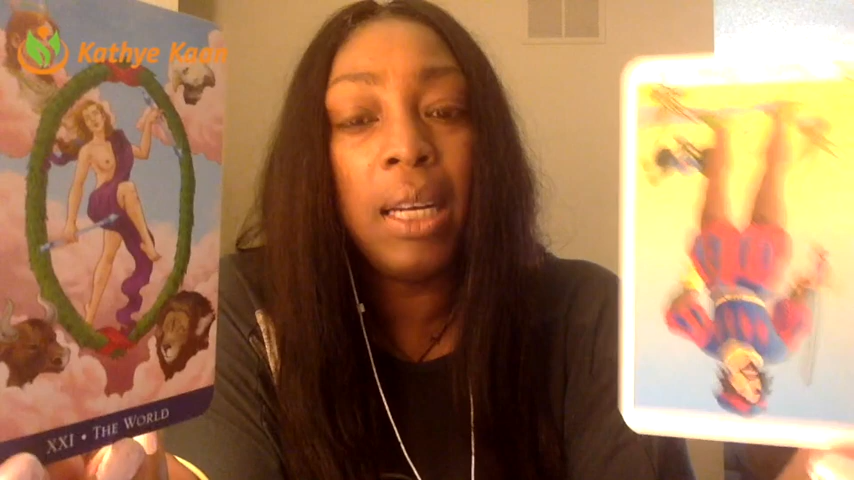 Kathye Kaan
XXI • THE WORLD